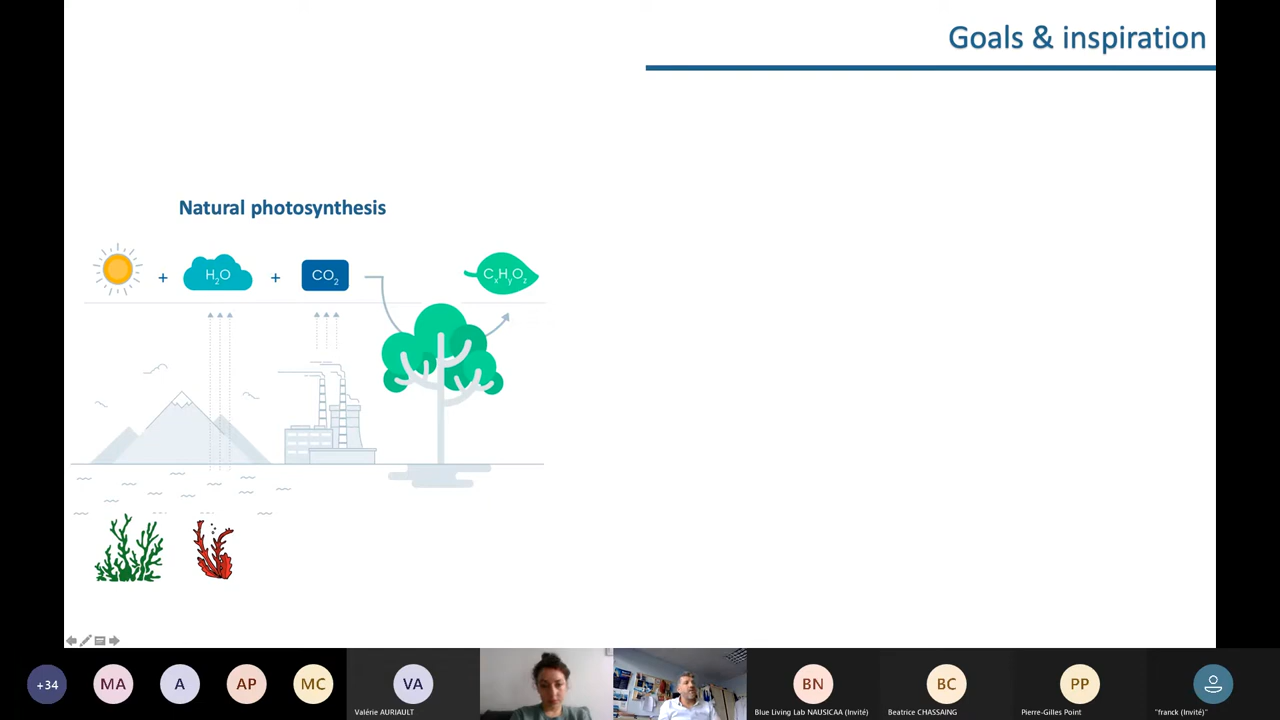 Goals & inspiration
Natural photosynthesis
+ H₂O + CO₂ CₓHᵧO_z
+34 MA A AP MC VA BN BC PP
Valérie AURIAULT Blue Living Lab NAUSICAA (Invité) Beatrice CHASSAING Pierre-Gilles Point "franck (Invité)"